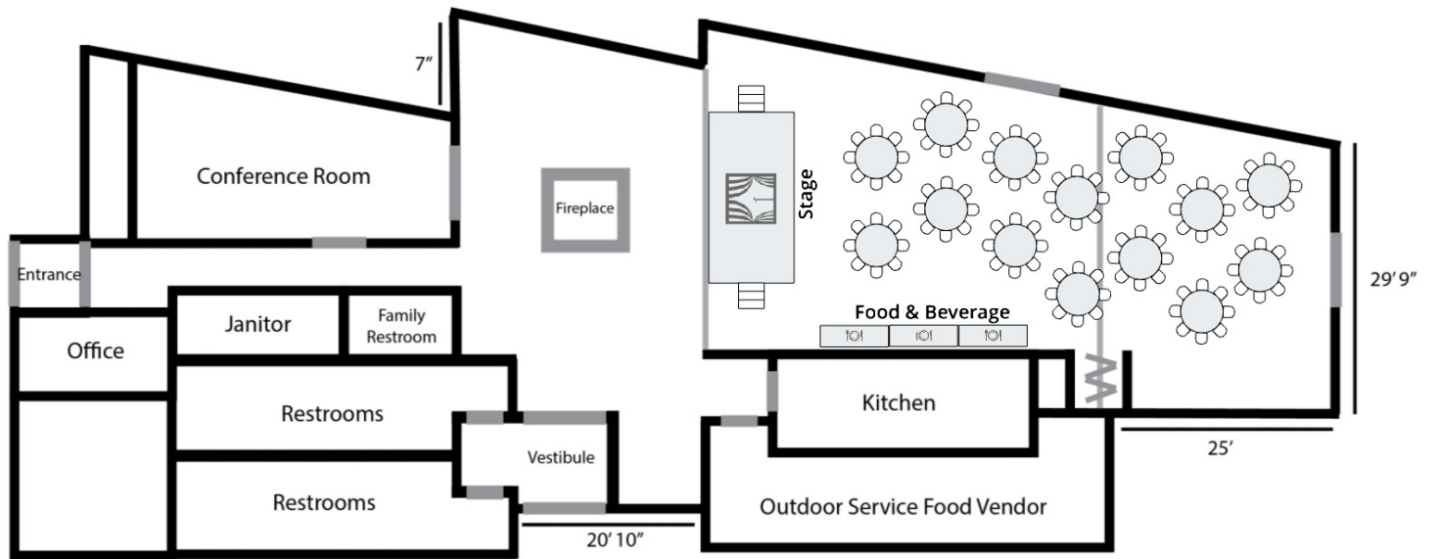 7”
Conference Room
Fireplace
Stage
Entrance
29’ 9”
Food & Beverage
Janitor
Family
Restroom
Office
Kitchen
Restrooms
25’
Vestibule
Restrooms
Outdoor Service Food Vendor
20’ 10”